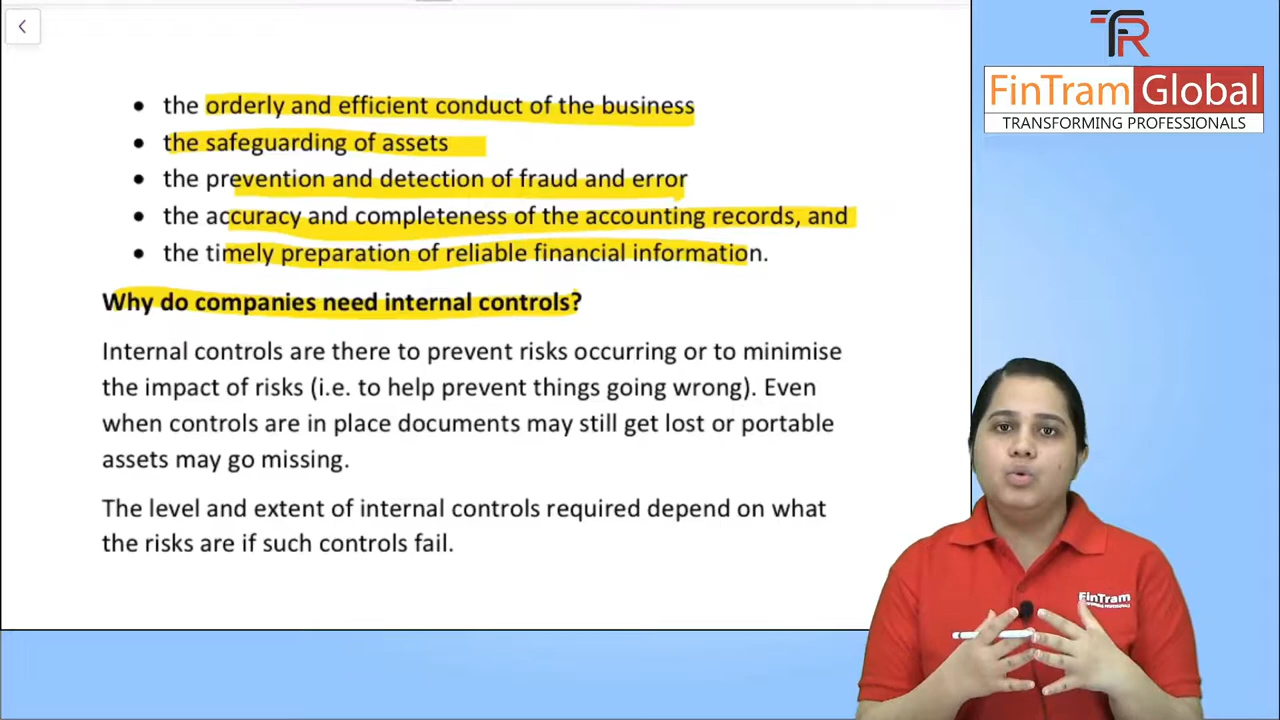 • the orderly and efficient conduct of the business
• the safeguarding of assets
• the prevention and detection of fraud and error
• the accuracy and completeness of the accounting records, and
• the timely preparation of reliable financial information.
Why do companies need internal controls?
Internal controls are there to prevent risks occurring or to minimise
the impact of risks (i.e. to help prevent things going wrong). Even
when controls are in place documents may still get lost or portable
assets may go missing.
The level and extent of internal controls required depend on what
the risks are if such controls fail.
FinTram Global
TRANSFORMING PROFESSIONALS
FinTram